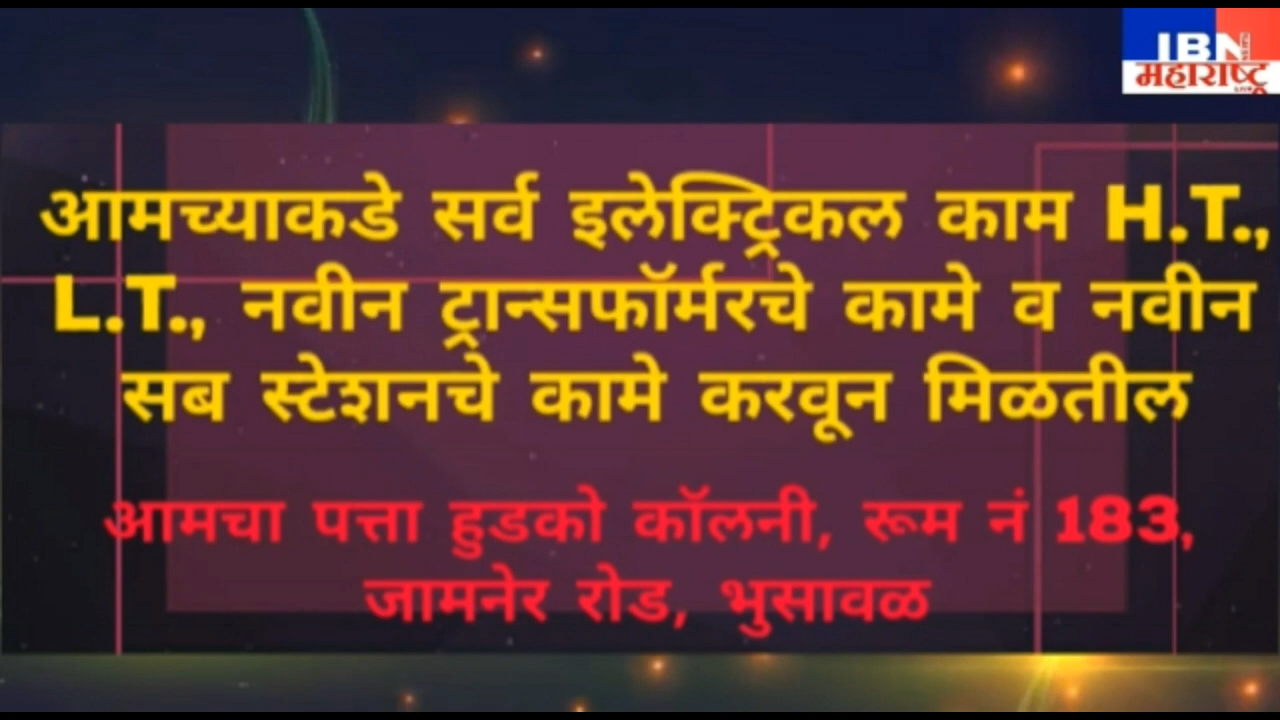 IBN
महाराष्ट्र
आमच्याकडे सर्व इलेक्ट्रिकल काम H.T.,
L.T., नवीन ट्रान्सफॉर्मरचे कामे व नवीन
सब स्टेशनचे कामे करवून मिळतील
आमचा पत्ता हुडको कॉलनी, रूम नं 183,
जामनेर रोड, भुसावळ